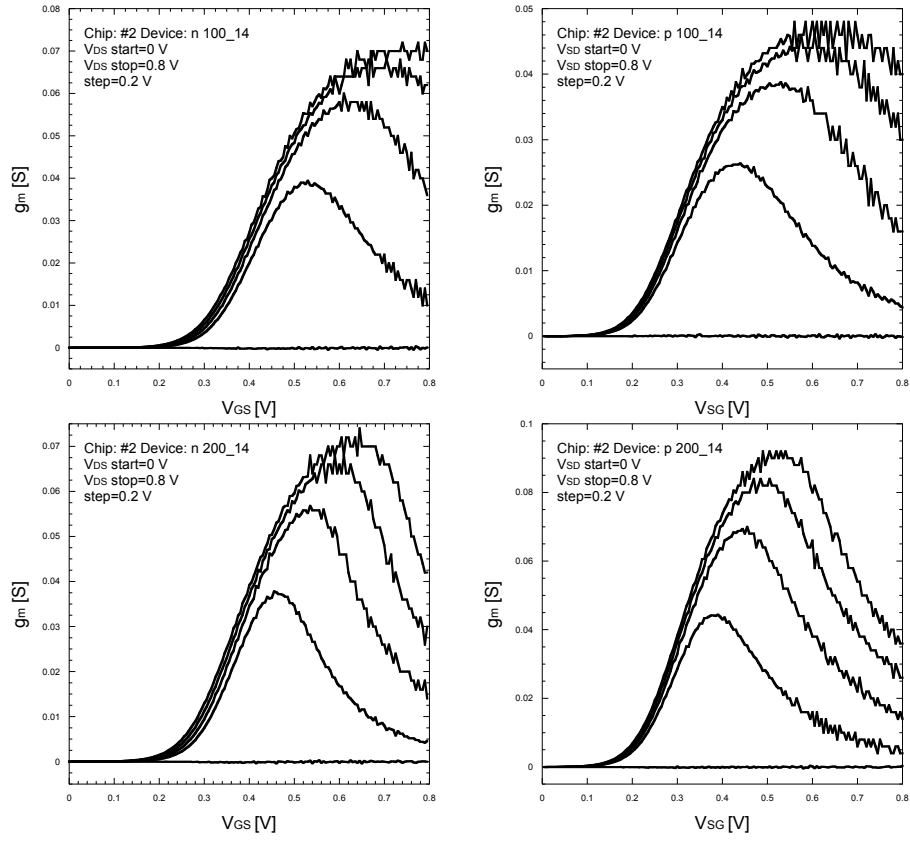 0.08
0.07
0.06
0.05
0.04
0.03
0.02
0.01
0
gm [S]
Chip: #2 Device: n 100_14
VDS start=0 V
VDS stop=0.8 V
step=0.2 V
0 0.1 0.2 0.3 0.4 0.5 0.6 0.7 0.8
VGS [V]
0.05
0.04
0.03
0.02
0.01
0
gm [S]
Chip: #2 Device: p 100_14
VSD start=0 V
VSD stop=0.8 V
step=0.2 V
0 0.1 0.2 0.3 0.4 0.5 0.6 0.7 0.8
VSG [V]
0.07
0.06
0.05
0.04
0.03
0.02
0.01
0
gm [S]
Chip: #2 Device: n 200_14
VDS start=0 V
VDS stop=0.8 V
step=0.2 V
0 0.1 0.2 0.3 0.4 0.5 0.6 0.7 0.8
VGS [V]
0.1
0.08
0.06
0.04
0.02
0
gm [S]
Chip: #2 Device: p 200_14
VSD start=0 V
VSD stop=0.8 V
step=0.2 V
0 0.1 0.2 0.3 0.4 0.5 0.6 0.7 0.8
VSG [V]